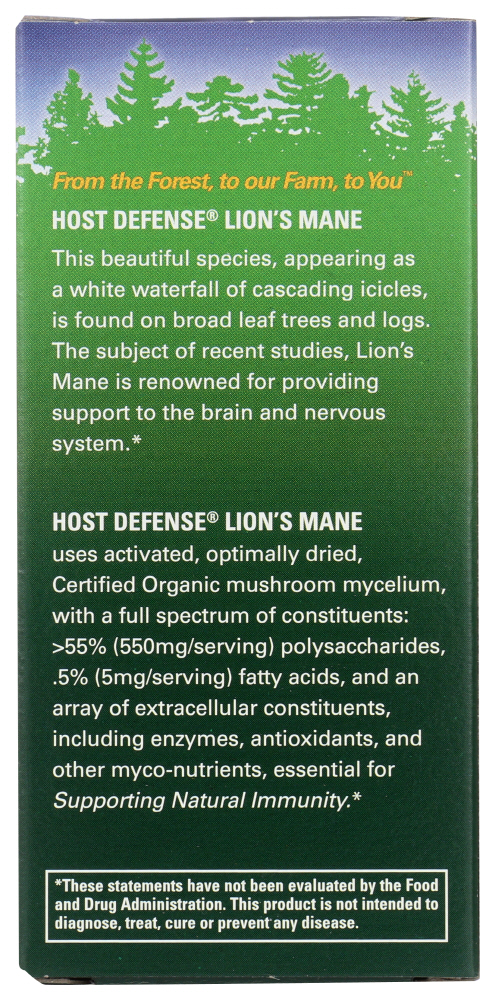 From the Forest, to our Farm, to You™
HOST DEFENSE® LION'S MANE
This beautiful species, appearing as
a white waterfall of cascading icicles,
is found on broad leaf trees and logs.
The subject of recent studies, Lion's
Mane is renowned for providing
support to the brain and nervous
system.*
HOST DEFENSE® LION'S MANE
uses activated, optimally dried,
Certified Organic mushroom mycelium,
with a full spectrum of constituents:
>55% (550mg/serving) polysaccharides,
.5% (5mg/serving) fatty acids, and an
array of extracellular constituents,
including enzymes, antioxidants, and
other myco-nutrients, essential for
Supporting Natural Immunity.*
*These statements have not been evaluated by the Food
and Drug Administration. This product is not intended to
diagnose, treat, cure or prevent any disease.